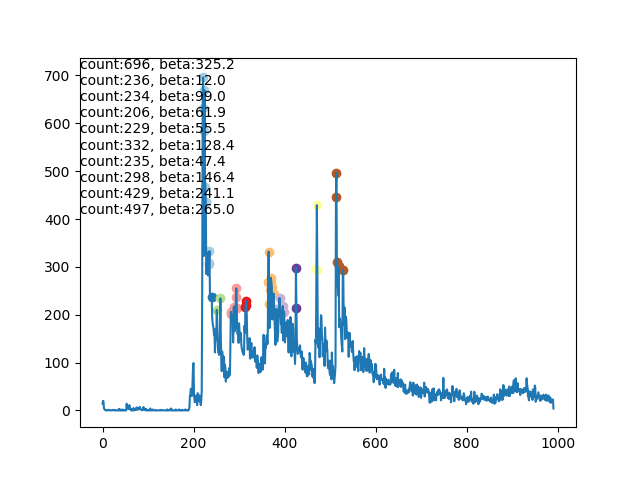 count:696, beta:325.2
count:236, beta:12.0
count:234, beta:99.0
count:206, beta:61.9
count:229, beta:55.5
count:332, beta:128.4
count:235, beta:47.4
count:298, beta:146.4
count:429, beta:241.1
count:497, beta:265.0
700
600
500
400
300
200
100
0
0 200 400 600 800 1000